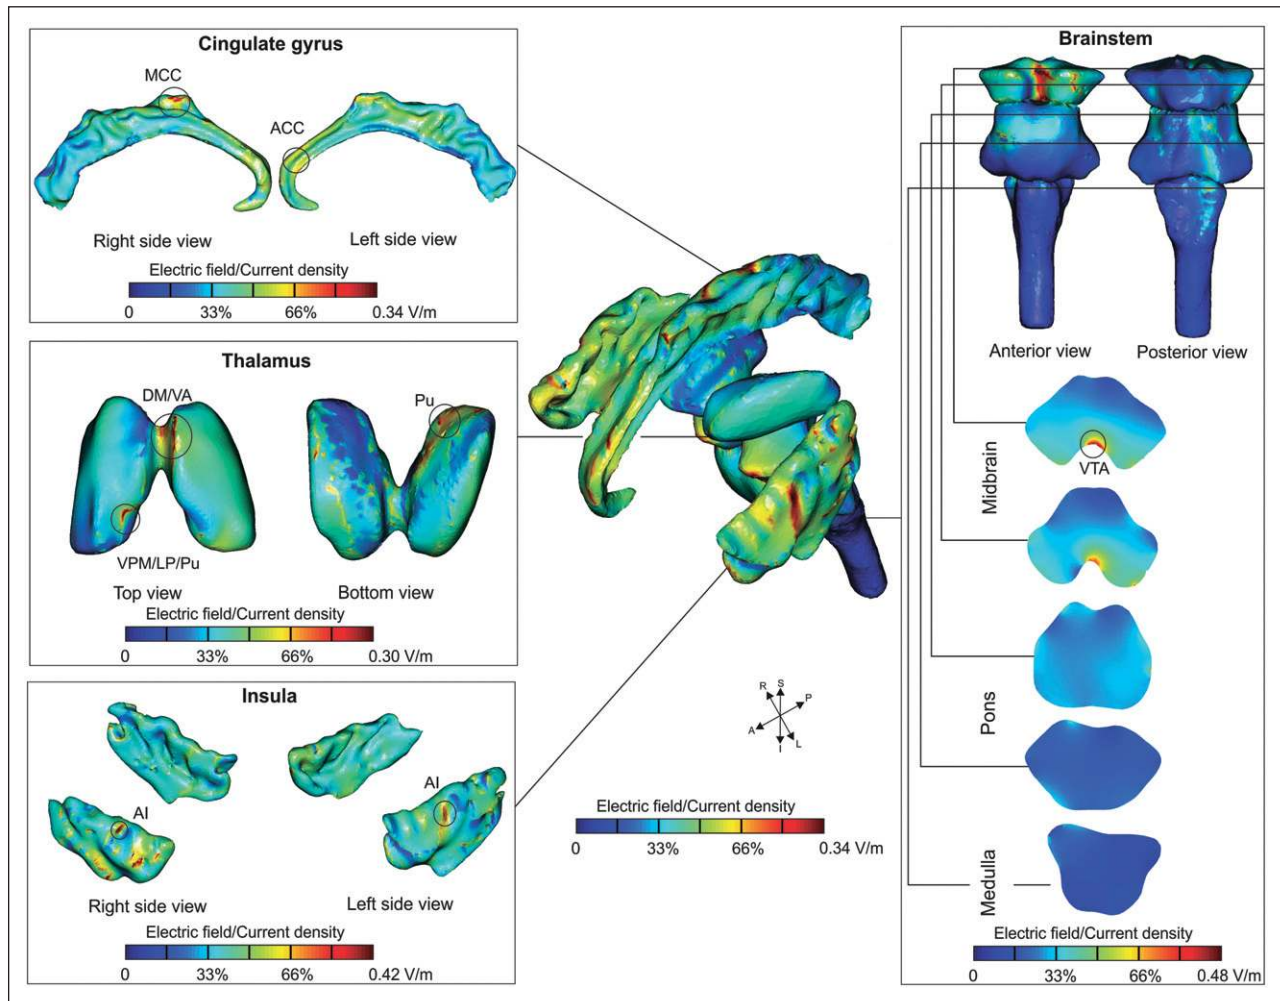 Cingulate gyrus
MCC
ACC
Right side view
Left side view
Electric field/Current density
0 33% 66% 0.34 V/m
Thalamus
DM/VA
Pu
VPM/LP/Pu
Top view
Bottom view
Electric field/Current density
0 33% 66% 0.30 V/m
Insula
AI
AI
Right side view
Left side view
Electric field/Current density
0 33% 66% 0.42 V/m
R S P
A I L
Electric field/Current density
0 33% 66% 0.34 V/m
Brainstem
Anterior view
Posterior view
Midbrain
VTA
Pons
Medulla
Electric field/Current density
0 33% 66% 0.48 V/m